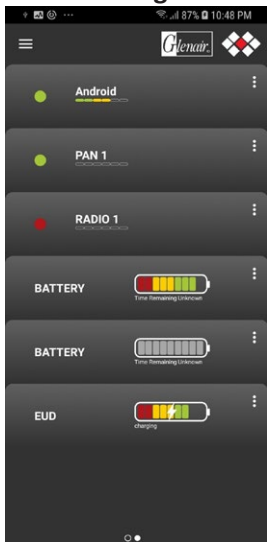 87% 10:48 PM
Glenair.
Android
PAN 1
RADIO 1
BATTERY
Time Remaining Unknown
BATTERY
Time Remaining Unknown
EUD
charging